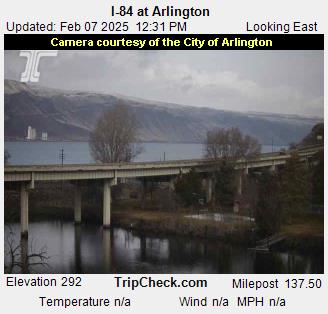 I-84 at Arlington
Updated: Feb 07 2025 12:31 PM Looking East
Camera courtesy of the City of Arlington
Elevation 292 TripCheck.com Milepost 137.50
Temperature n/a Wind n/a MPH n/a